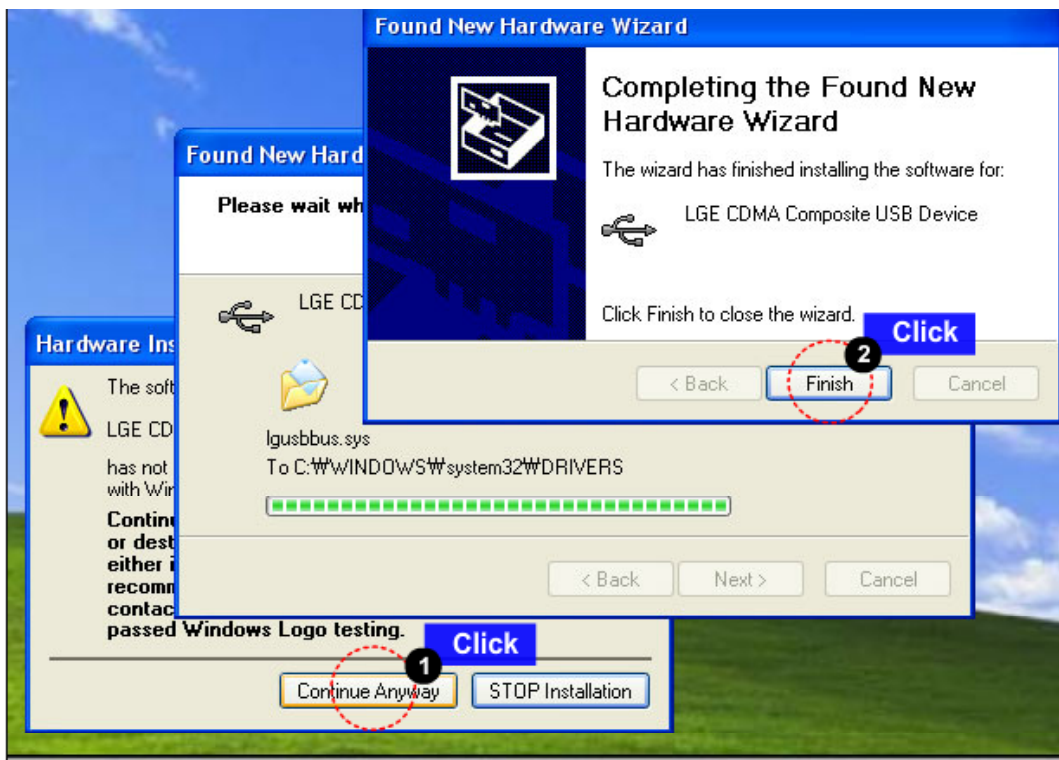 Found New Hardware Wizard
Completing the Found New
Hardware Wizard
The wizard has finished installing the software for:
LGE CDMA Composite USB Device
Click Finish to close the wizard.
Click
2
< Back
Finish
Cancel
Found New Hard
Please wait wh
LGE CD
lgusbbus.sys
To C:₩WINDOWS₩system32₩DRIVERS
< Back
Next >
Cancel
Hardware Ins
The soft
LGE CD
has not
with Win
Continu
or dest
either i
recomm
contac
passed Windows Logo testing.
Click
1
Continue Anyway
STOP Installation